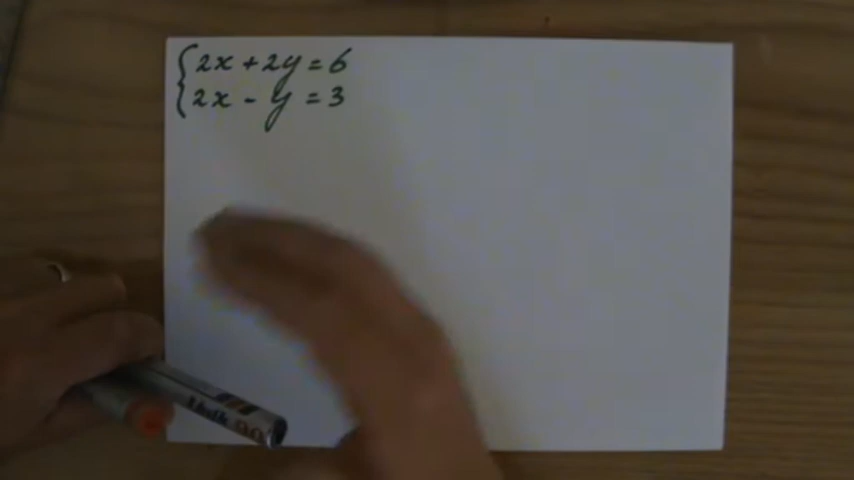 2x + 2y = 6
2x - y = 3